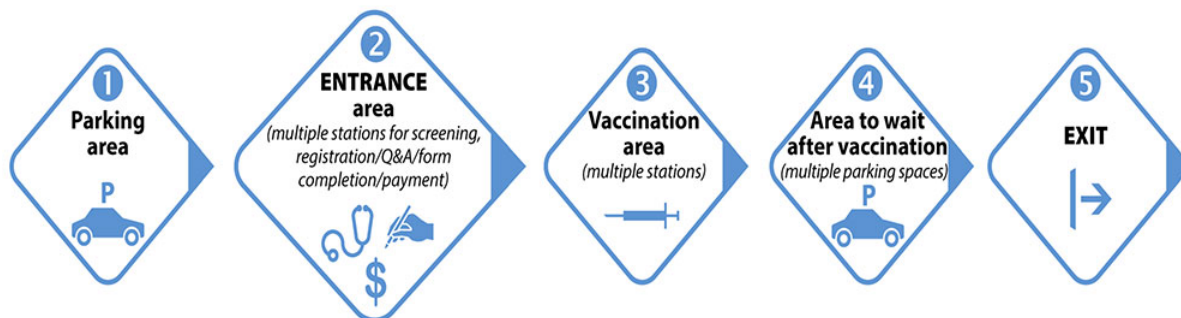 1
Parking
area
P
2
ENTRANCE
area
(multiple stations for screening,
registration/Q&A/form
completion/payment)
$
3
Vaccination
area
(multiple stations)
4
Area to wait
after vaccination
(multiple parking spaces)
P
5
EXIT